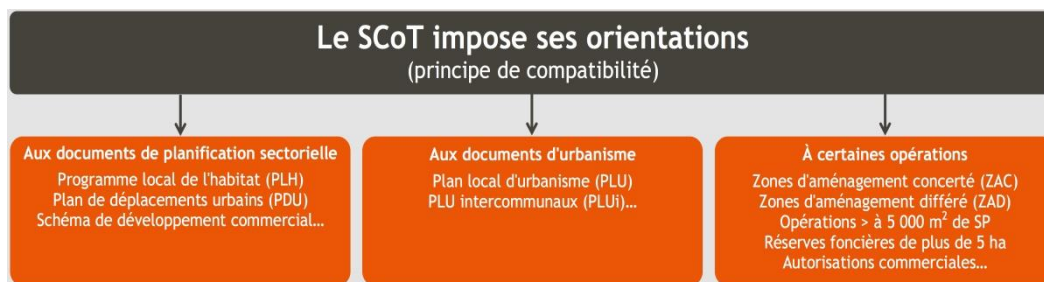 Le SCoT impose ses orientations
(principe de compatibilité)
Aux documents de planification sectorielle
Programme local de l'habitat (PLH)
Plan de déplacements urbains (PDU)
Schéma de développement commercial...
Aux documents d'urbanisme
Plan local d'urbanisme (PLU)
PLU intercommunaux (PLUi)...
À certaines opérations
Zones d'aménagement concerté (ZAC)
Zones d'aménagement différé (ZAD)
Opérations > à 5 000 m² de SP
Réserves foncières de plus de 5 ha
Autorisations commerciales...